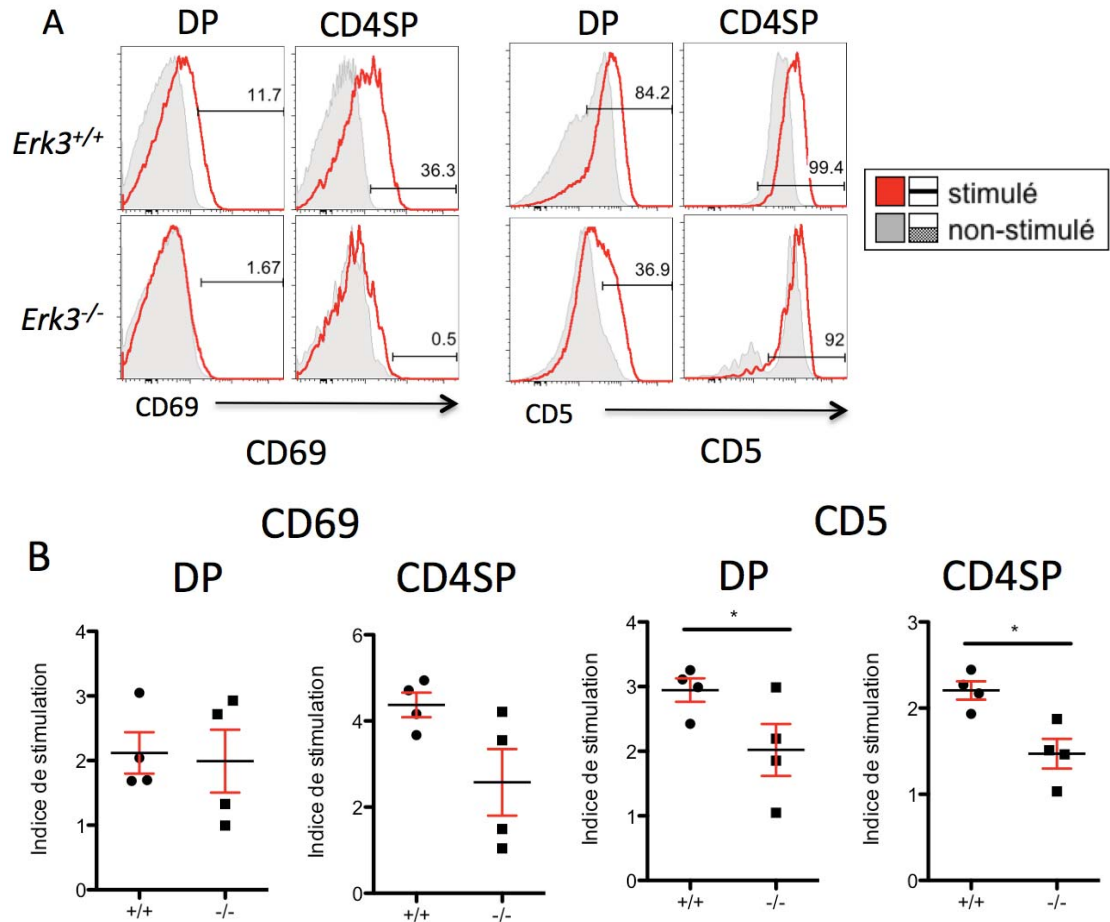 A
DP CD4SP DP CD4SP
Erk3+/+
11.7 36.3 84.2 99.4
stimulé
non-stimulé
Erk3-/-
1.67 0.5 36.9 92
CD69 CD5
CD69 CD5
CD69 CD5
B
DP CD4SP DP CD4SP
Indice de stimulation
4
3
2
1
0
+/+ -/-
Indice de stimulation
6
4
2
0
+/+ -/-
Indice de stimulation
*
4
3
2
1
0
+/+ -/-
Indice de stimulation
*
3
2
1
0
+/+ -/-